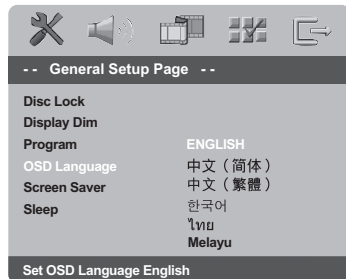 -- General Setup Page --
Disc Lock
Display Dim
Program ENGLISH
OSD Language 中文（简体）
Screen Saver 中文（繁體）
Sleep 한국어
ไทย
Melayu
Set OSD Language English